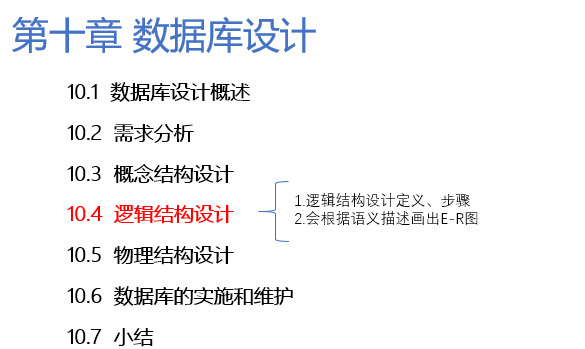 第十章 数据库设计
10.1 数据库设计概述
10.2 需求分析
10.3 概念结构设计
10.4 逻辑结构设计
1.逻辑结构设计定义、步骤
2.会根据语义描述画出E-R图
10.5 物理结构设计
10.6 数据库的实施和维护
10.7 小结